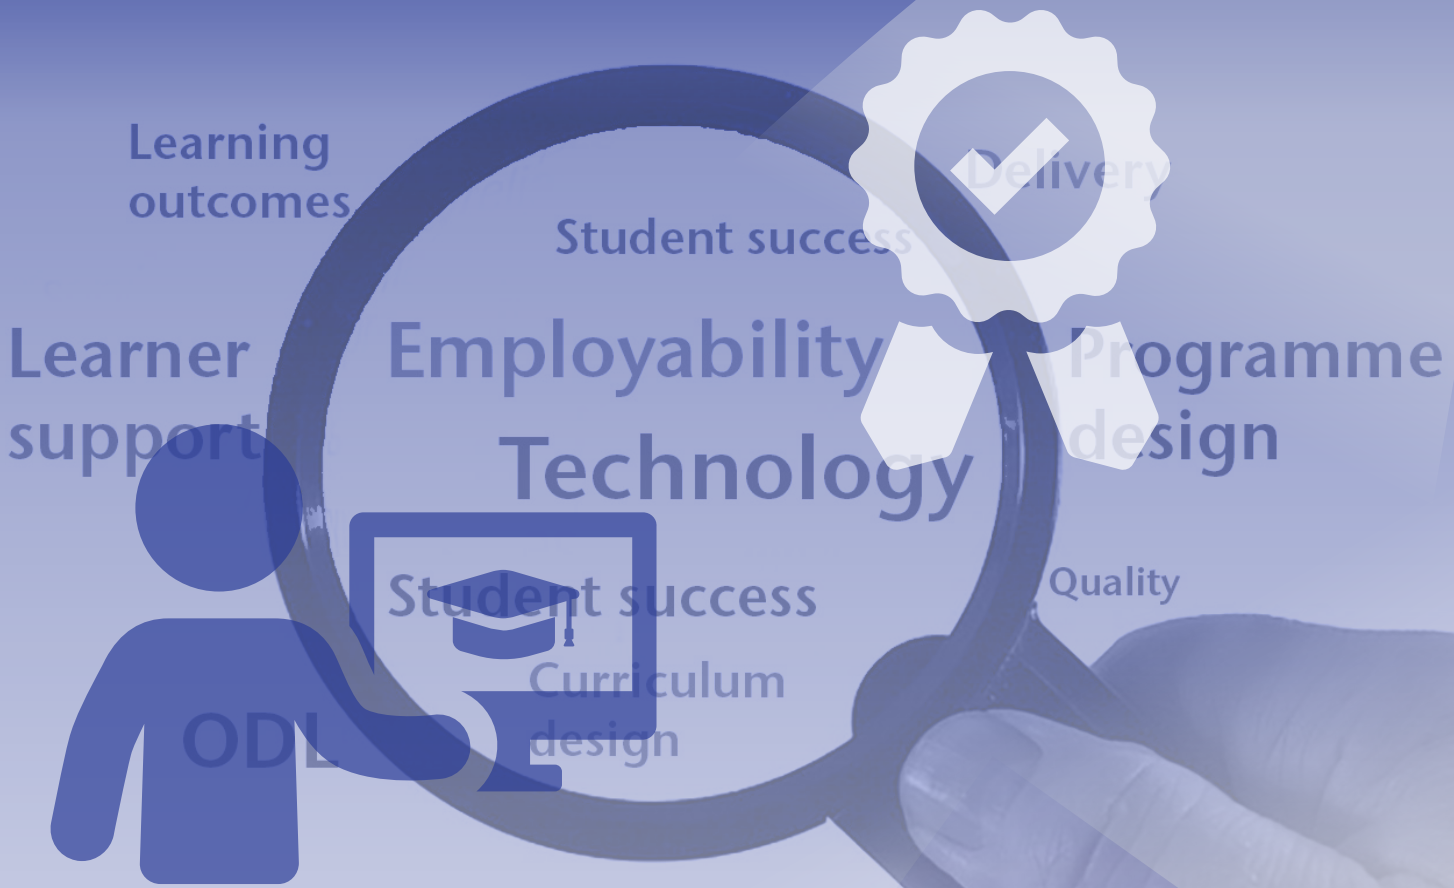 Learning
outcomes
Delivery
Student success
Learner
support
Employability
Technology
Programme
design
Student success
Quality
Curriculum
design
ODL